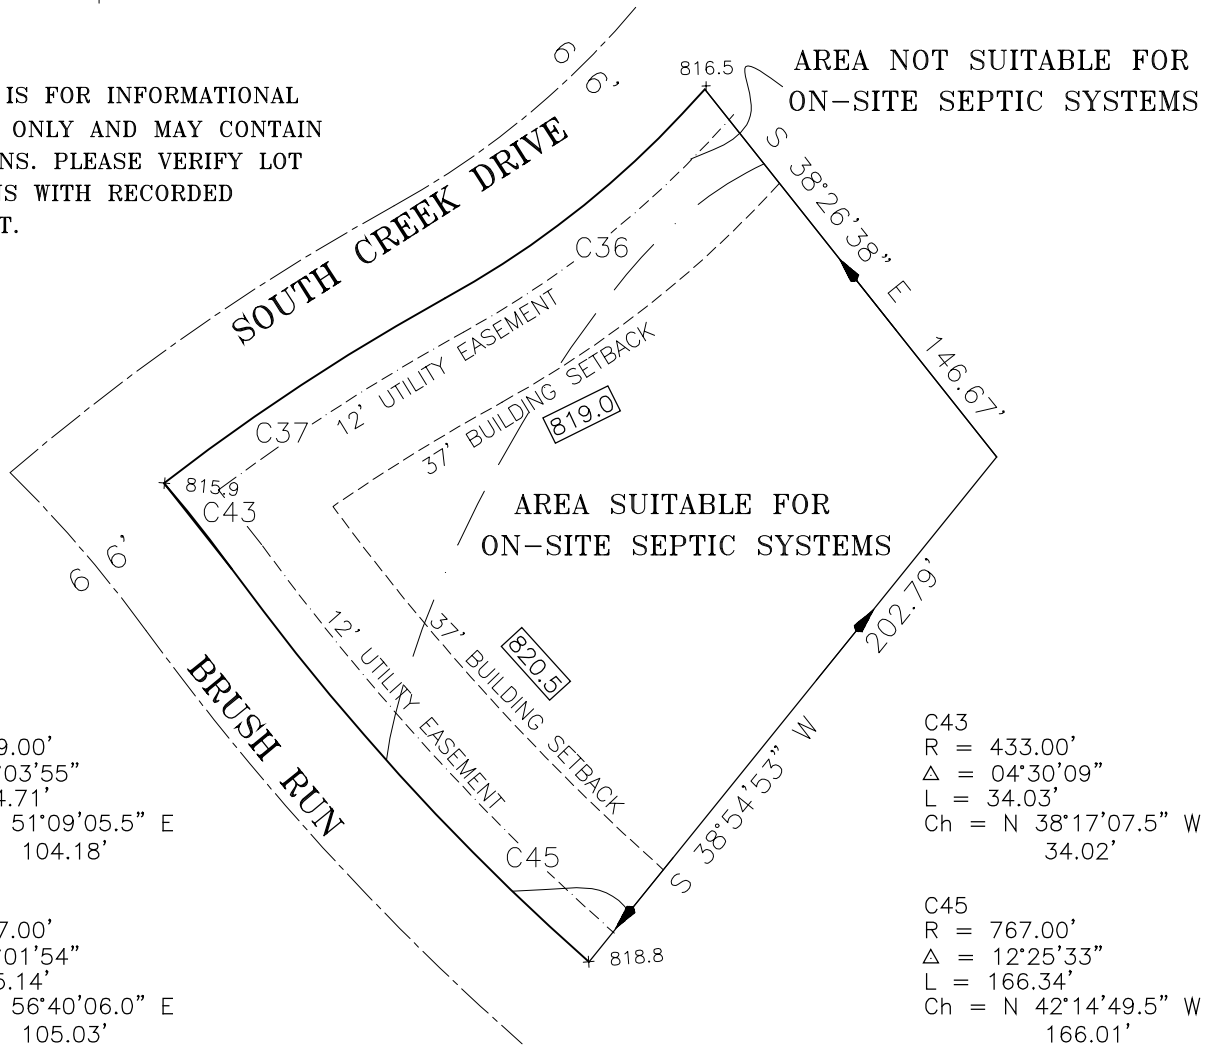 IS FOR INFORMATIONAL
ONLY AND MAY CONTAIN
NS. PLEASE VERIFY LOT
NS WITH RECORDED
T.
66'
816.5
AREA NOT SUITABLE FOR
ON-SITE SEPTIC SYSTEMS
SOUTH CREEK DRIVE
S 38°26'38" E
146.67'
C36
12' UTILITY EASEMENT
37' BUILDING SETBACK
819.0
C37
815.9
C43
AREA SUITABLE FOR
ON-SITE SEPTIC SYSTEMS
66'
12' UTILITY EASEMENT
37' BUILDING SETBACK
820.5
202.79'
S 38°54'53" W
BRUSH RUN
C45
818.8
9.00'
°03'55"
4.71'
51°09'05.5" E
104.18'
7.00'
°01'54"
5.14'
56°40'06.0" E
105.03'
C43
R = 433.00'
Δ = 04°30'09"
L = 34.03'
Ch = N 38°17'07.5" W
34.02'
C45
R = 767.00'
Δ = 12°25'33"
L = 166.34'
Ch = N 42°14'49.5" W
166.01'